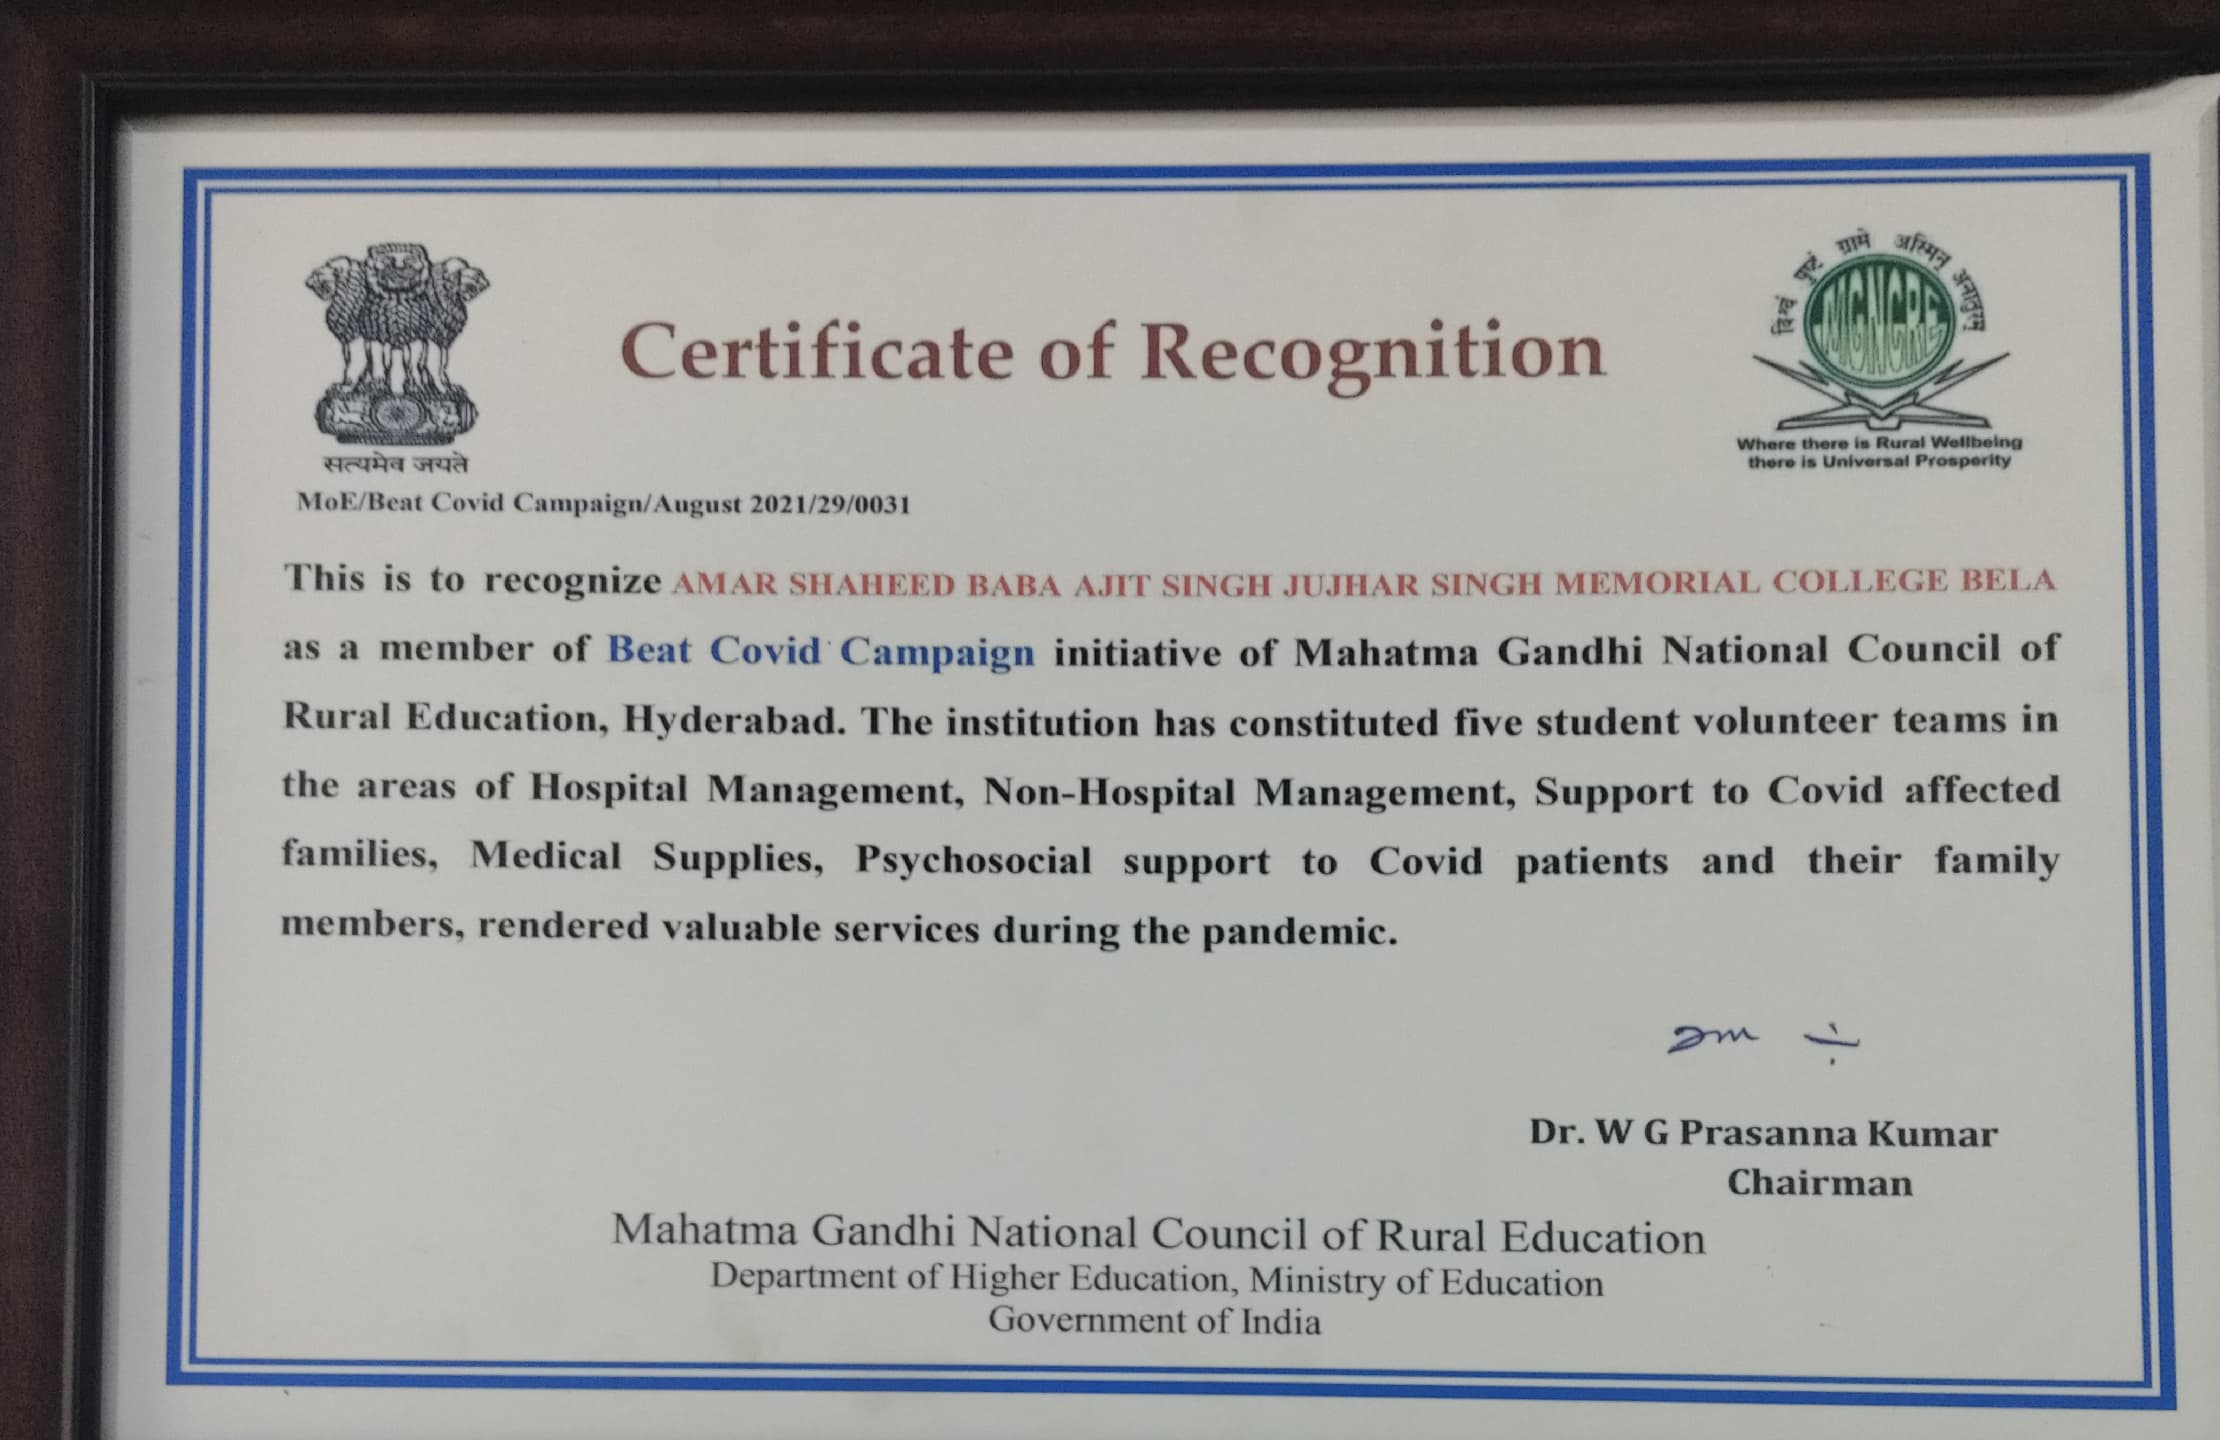 Certificate of Recognition
विश्वं पुष्टं ग्रामे अस्मिन् अनातुरम्
MGNCRE
Where there is Rural Wellbeing
there is Universal Prosperity
सत्यमेव जयते
MoE/Beat Covid Campaign/August 2021/29/0031
This is to recognize AMAR SHAHEED BABA AJIT SINGH JUJHAR SINGH MEMORIAL COLLEGE BELA
as a member of Beat Covid Campaign initiative of Mahatma Gandhi National Council of
Rural Education, Hyderabad. The institution has constituted five student volunteer teams in
the areas of Hospital Management, Non-Hospital Management, Support to Covid affected
families, Medical Supplies, Psychosocial support to Covid patients and their family
members, rendered valuable services during the pandemic.
Dr. W G Prasanna Kumar
Chairman
Mahatma Gandhi National Council of Rural Education
Department of Higher Education, Ministry of Education
Government of India